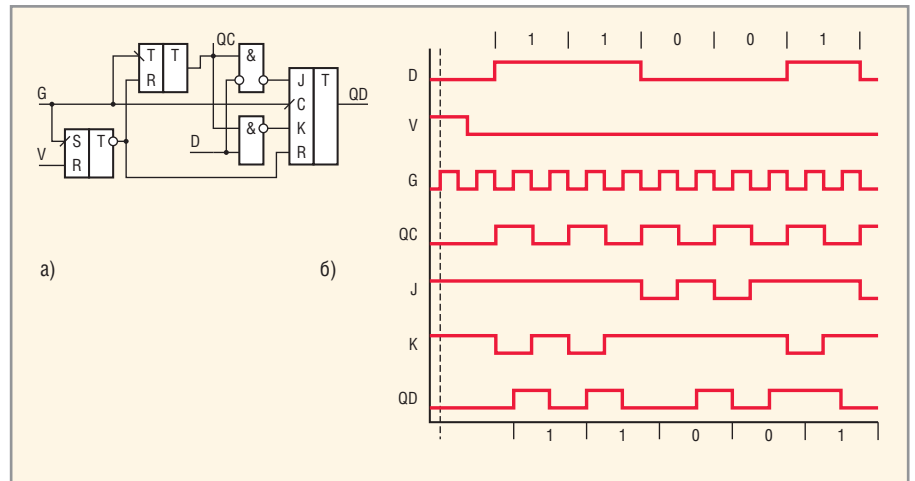 QC
T T
R
&
J T
G
C
QD
&
K
D
S T
V
R
R
а)
б)
| 1 | 1 | 0 | 0 | 1 |
D
V
G
QC
J
K
QD
| 1 | 1 | 0 | 0 | 1 |